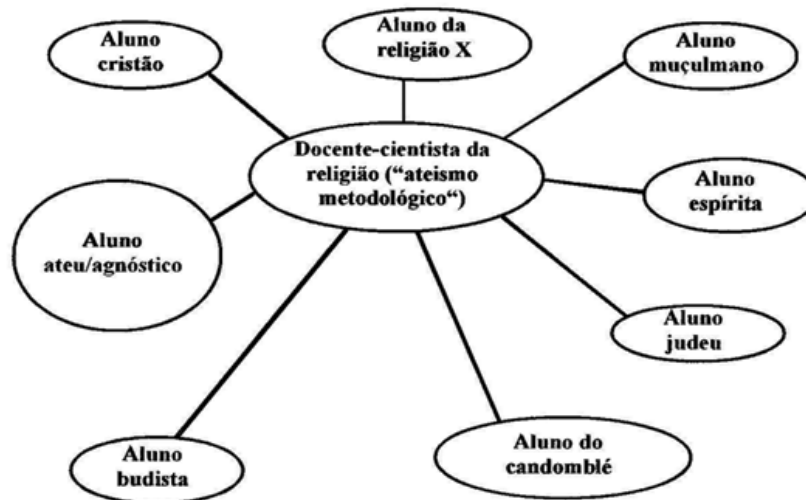 Aluno
cristão
Aluno da
religião X
Aluno
muçulmano
Docente-cientista da
religião (“ateismo
metodológico“)
Aluno
espírita
Aluno
ateu/agnóstico
Aluno
judeu
Aluno
budista
Aluno do
candomblé